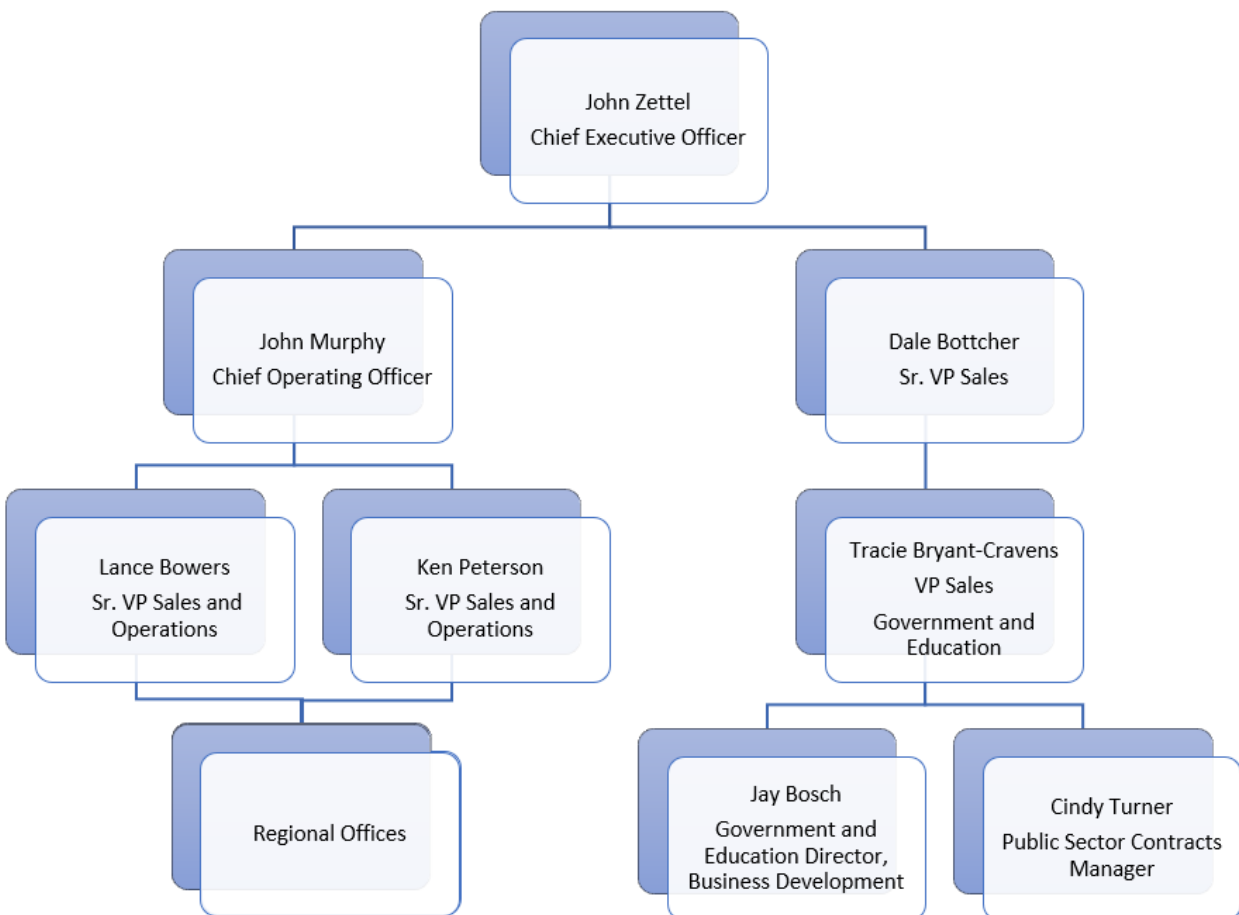 John Zettel
Chief Executive Officer
John Murphy
Chief Operating Officer
Dale Bottcher
Sr. VP Sales
Lance Bowers
Sr. VP Sales and
Operations
Ken Peterson
Sr. VP Sales and
Operations
Tracie Bryant-Cravens
VP Sales
Government and
Education
Regional Offices
Jay Bosch
Government and
Education Director,
Business Development
Cindy Turner
Public Sector Contracts
Manager